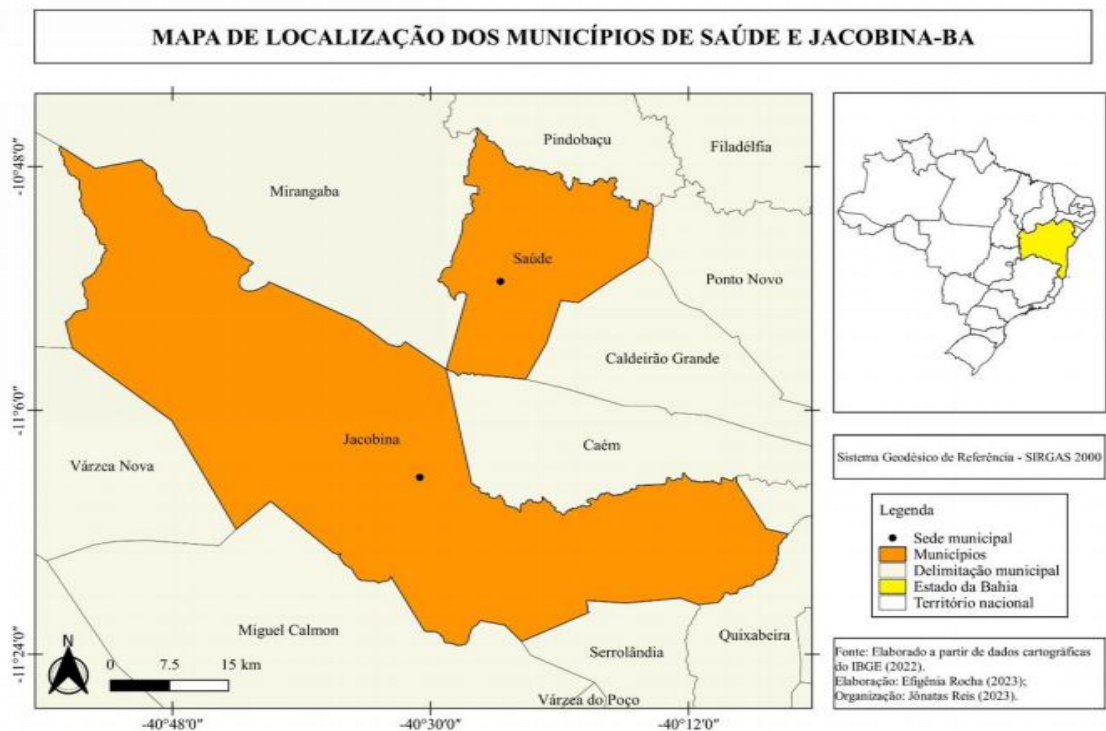 MAPA DE LOCALIZAÇÃO DOS MUNICÍPIOS DE SAÚDE E JACOBINA-BA
-10°48'0"
-11°6'0"
-11°24'0"
Pindobaçu
Filadélfia
Mirangaba
Saúde
Ponto Novo
Caldeirão Grande
Jacobina
Caém
Várzea Nova
Miguel Calmon
Quixabeira
Serrolândia
Várzea do Poço
N
0 7.5 15 km
-40°48'0"
-40°30'0"
-40°12'0"
Sistema Geodésico de Referência - SIRGAS 2000
Legenda
Sede municipal
Municípios
Delimitação municipal
Estado da Bahia
Território nacional
Fonte: Elaborado a partir de dados cartográficas
do IBGE (2022).
Elaboração: Efigênia Rocha (2023);
Organização: Jônatas Reis (2023).